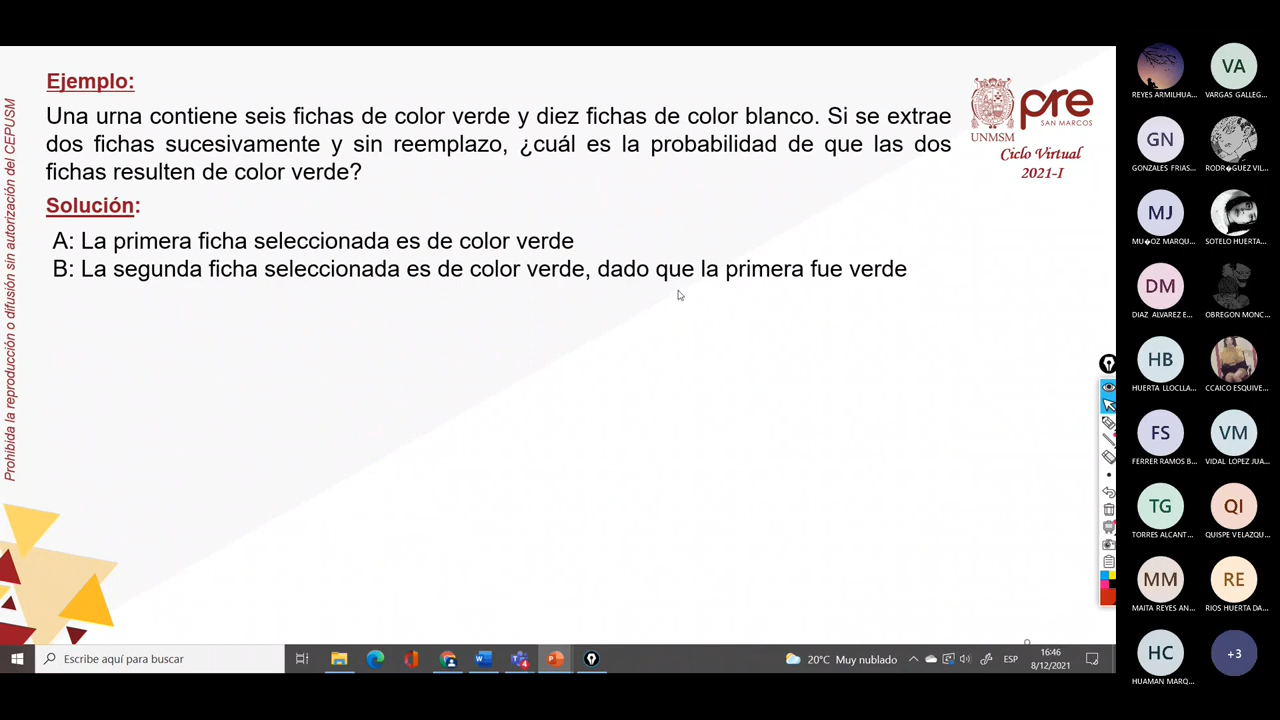 Ejemplo:
Una urna contiene seis fichas de color verde y diez fichas de color blanco. Si se extrae
dos fichas sucesivamente y sin reemplazo, ¿cuál es la probabilidad de que las dos
fichas resulten de color verde?
Solución:
A: La primera ficha seleccionada es de color verde
B: La segunda ficha seleccionada es de color verde, dado que la primera fue verde
UNMSM
pre
SAN MARCOS
Ciclo Virtual
2021-I
Prohibida la reproducción o difusión sin autorización del CEPUSM
REYES ARMILHUA...
VA
VARGAS GALLEG...
GN
GONZALES FRIAS...
RODR�GUEZ VIL...
MJ
MU�OZ MARQU...
SOTELO HUERTA...
DM
DIAZ ALVAREZ E...
OBREGON MONC...
HB
HUERTA LLOCLLA...
CCAICO ESQUIVE...
FS
FERRER RAMOS B...
VM
VIDAL LOPEZ JUA...
TG
TORRES ALCANT...
QI
QUISPE VELAZQU...
MM
MAITA REYES AN...
RE
RIOS HUERTA DA...
HC
HUAMAN MARQ...
+3
Escribe aquí para buscar
20°C Muy nublado
ESP
16:46
8/12/2021